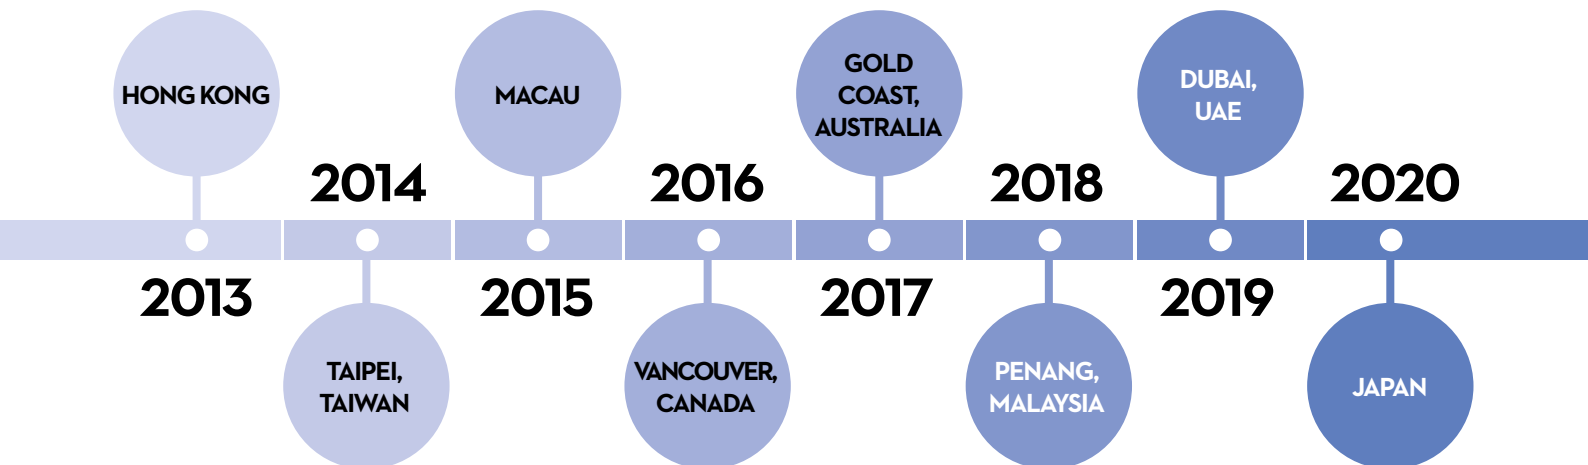 HONG KONG
2013
2014
TAIPEI,
TAIWAN
MACAU
2015
2016
VANCOUVER,
CANADA
GOLD
COAST,
AUSTRALIA
2017
2018
PENANG,
MALAYSIA
DUBAI,
UAE
2019
2020
JAPAN